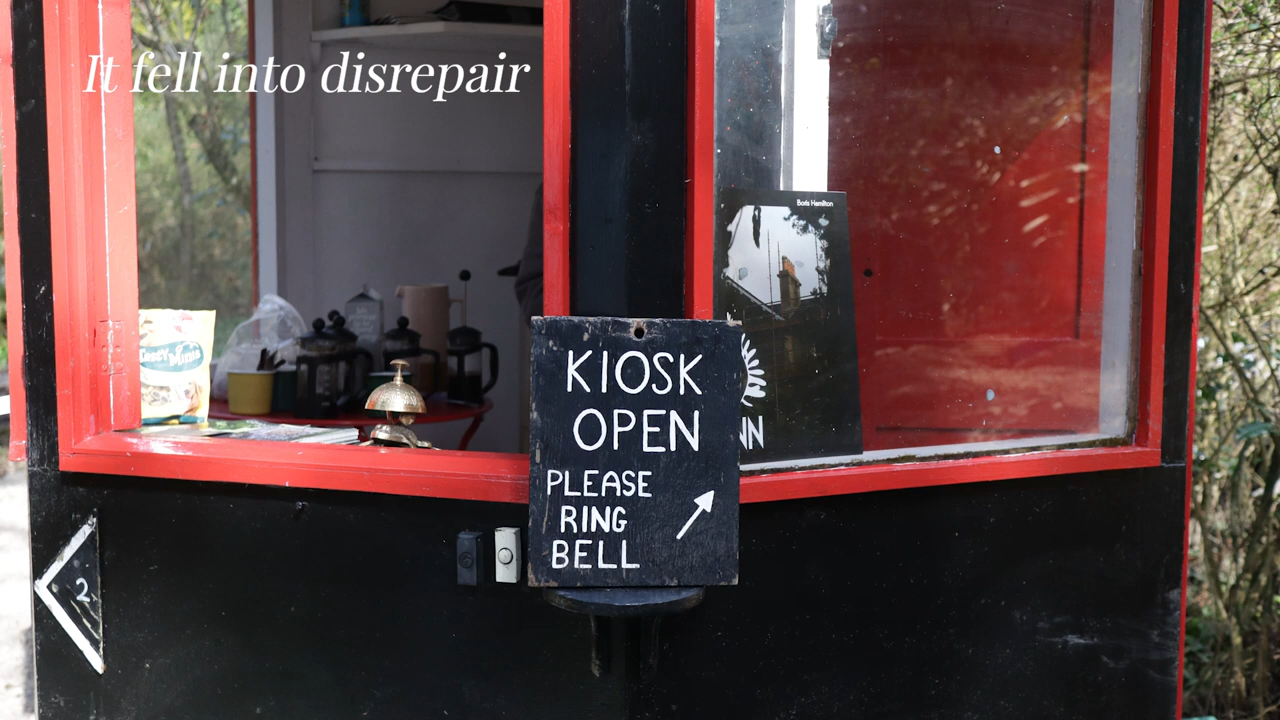 It fell into disrepair
Boris Hamilton
KIOSK
OPEN
PLEASE
RING
BELL
2